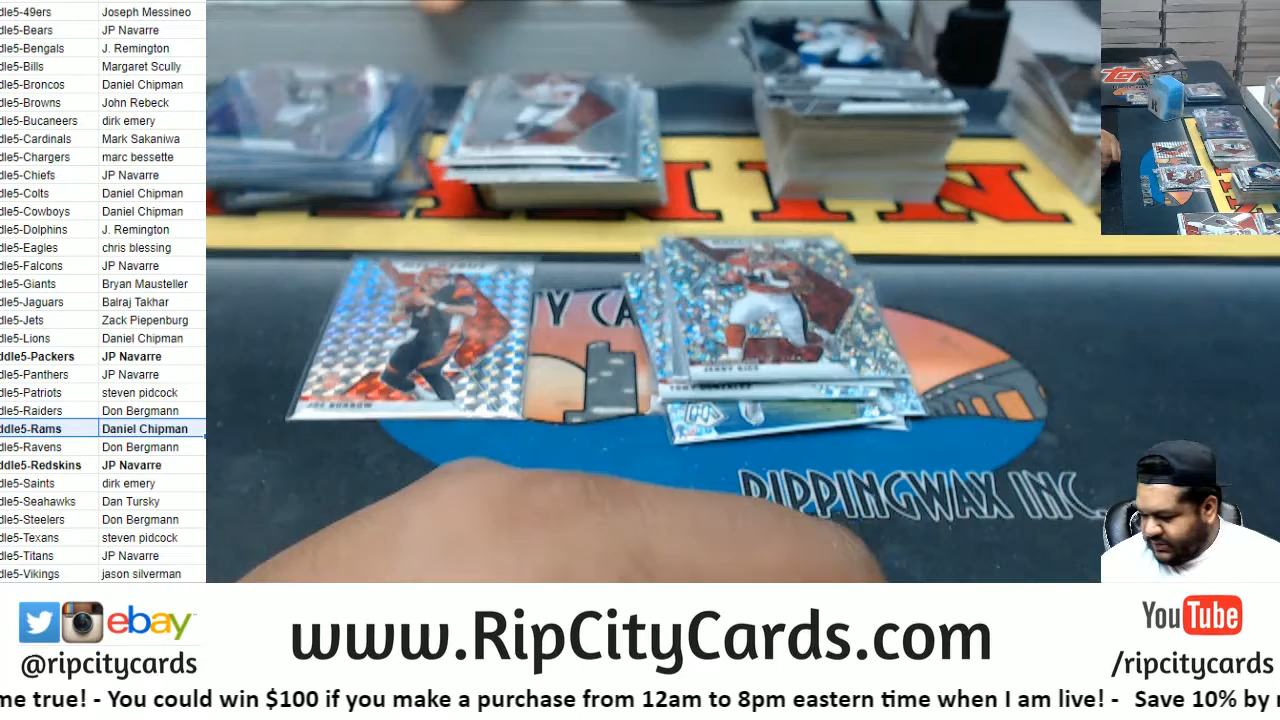 dle5-49ers Joseph Messineo
dle5-Bears JP Navarre
dle5-Bengals J. Remington
dle5-Bills Margaret Scully
dle5-Broncos Daniel Chipman
dle5-Browns John Rebeck
dle5-Bucaneers dirk emery
dle5-Cardinals Mark Sakaniwa
dle5-Chargers marc bessette
dle5-Chiefs JP Navarre
dle5-Colts Daniel Chipman
dle5-Cowboys Daniel Chipman
dle5-Dolphins J. Remington
dle5-Eagles chris blessing
dle5-Falcons JP Navarre
dle5-Giants Bryan Mausteller
dle5-Jaguars Balraj Takhar
dle5-Jets Zack Piepenburg
dle5-Lions Daniel Chipman
ddle5-Packers JP Navarre
dle5-Panthers JP Navarre
dle5-Patriots steven pidcock
dle5-Raiders Don Bergmann
ddle5-Rams Daniel Chipman
dle5-Ravens Don Bergmann
ddle5-Redskins JP Navarre
dle5-Saints dirk emery
dle5-Seahawks Dan Tursky
dle5-Steelers Don Bergmann
dle5-Texans steven pidcock
dle5-Titans JP Navarre
dle5-Vikings jason silverman
JOE BURROW
JERRY RICE
TONY GONZALEZ
RIPPINGWAX INC.
ebay
@ripcitycards
www.RipCityCards.com
YouTube
/ripcitycards
me true! - You could win $100 if you make a purchase from 12am to 8pm eastern time when I am live! - Save 10% by